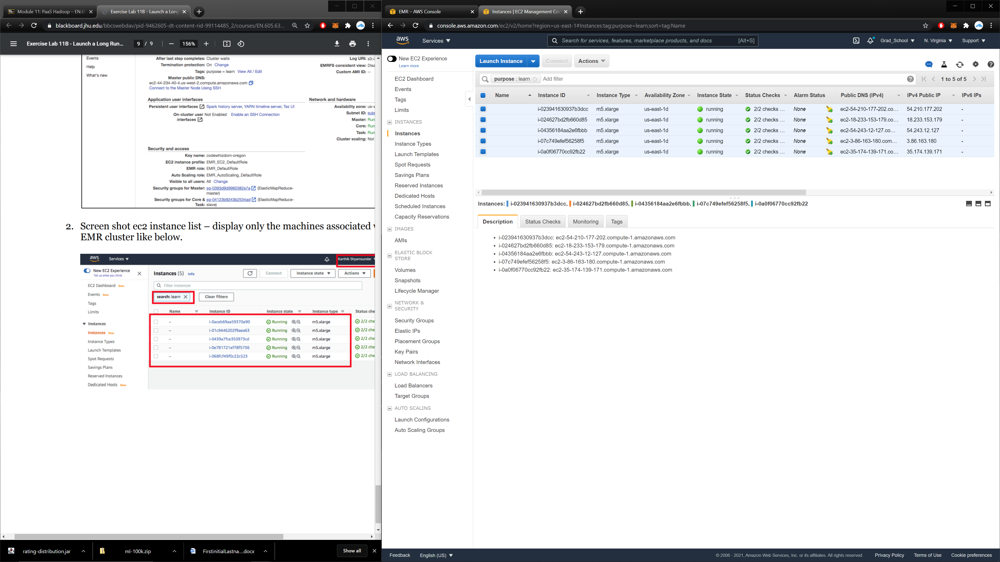 Module 11: PaaS Hadoop – EN.6
Exercise Lab 11B - Launch a Long
blackboard.jhu.edu/bbcswebdav/pid-9462605-dt-content-rid-99114485_2/courses/EN.605.63...
Exercise Lab 11B - Launch a Long Run...
9 / 9
156%
Events
Help
What's new
After last step completes: Cluster waits
Termination protection: On Change
Tags: purpose = learn View All / Edit
Master public DNS:
ec2-44-234-40-4.us-west-2.compute.amazonaws.com
Connect to the Master Node Using SSH
Log URI: s3:/
EMRFS consistent view: Disa
Custom AMI ID: --
Application user interfaces
Persistent user interfaces Spark history server, YARN timeline server, Tez UI
On-cluster user Not Enabled Enable an SSH Connection
interfaces
Network and hardware
Availability zone: us-
Subnet ID: sub
Master: Run
Core: Run
Task: Run
Cluster scaling: Not
Security and access
Key name: codewhizdom-oregon
EC2 instance profile: EMR_EC2_DefaultRole
EMR role: EMR_DefaultRole
Auto Scaling role: EMR_AutoScaling_DefaultRole
Visible to all users: All Change
Security groups for Master: sg-0393d9d9960382e7a (ElasticMapReduce-
master)
Security groups for Core & sg-04123b9243b2534ad (ElasticMapReduce-
Task: slave)
2. Screen shot ec2 instance list – display only the machines associated
EMR cluster like below.
aws
Services
Karthik Shyamsunder
New EC2 Experience
Tell us what you think
Instances (5) Info
Connect
Instance state
Actions
Filter instances
search: learn
Clear filters
EC2 Dashboard New
Events New
Tags
Limits
Instances
Instances New
Instance Types
Launch Templates
Spot Requests
Savings Plans
Reserved Instances
Dedicated Hosts New
Name Instance ID Instance state Instance type Status che
– i-0aceb69aa59370a90 Running m5.xlarge 2/2 che
– i-01c9446202f9aea63 Running m5.xlarge 2/2 che
– i-0439a7fce350973cd Running m5.xlarge 2/2 che
– i-0e781721ef78f5736 Running m5.xlarge 2/2 che
– i-068fcf49f0c22c523 Running m5.xlarge 2/2 che
rating-distribution.jar
ml-100k.zip
FirstinitialLastna....docx
Show all
EMR – AWS Console
Instances | EC2 Management Con
console.aws.amazon.com/ec2/v2/home?region=us-east-1#Instances:tag:purpose=learn;sort=tag:Name
aws
Services
Search for services, features, marketplace products, and docs [Alt+S]
Grad_School
N. Virginia
Support
New EC2 Experience
Learn more
EC2 Dashboard
Events
Tags
Limits
INSTANCES
Instances
Instance Types
Launch Templates
Spot Requests
Savings Plans
Reserved Instances
Dedicated Hosts
Scheduled Instances
Capacity Reservations
IMAGES
AMIs
ELASTIC BLOCK
STORE
Volumes
Snapshots
Lifecycle Manager
NETWORK &
SECURITY
Security Groups
Elastic IPs
Placement Groups
Key Pairs
Network Interfaces
LOAD BALANCING
Load Balancers
Target Groups
AUTO SCALING
Launch Configurations
Auto Scaling Groups
Launch Instance
Connect
Actions
purpose : learn Add filter
1 to 5 of 5
Name Instance ID Instance Type Availability Zone Instance State Status Checks Alarm Status Public DNS (IPv4) IPv4 Public IP IPv6 IPs
i-023941630937b3dcc m5.xlarge us-east-1d running 2/2 checks ... None ec2-54-210-177-202.co... 54.210.177.202 -
i-024627bd2fb660d85 m5.xlarge us-east-1d running 2/2 checks ... None ec2-18-233-153-179.co... 18.233.153.179 -
i-04356184aa2e6fbbb m5.xlarge us-east-1d running 2/2 checks ... None ec2-54-243-12-127.co... 54.243.12.127 -
i-07c749efef56258f5 m5.xlarge us-east-1d running 2/2 checks ... None ec2-3-86-163-180.com... 3.86.163.180 -
i-0a0f06770cc92fb22 m5.xlarge us-east-1d running 2/2 checks ... None ec2-35-174-139-171.co... 35.174.139.171 -
Instances: i-023941630937b3dcc, i-024627bd2fb660d85, i-04356184aa2e6fbbb, i-07c749efef56258f5, i-0a0f06770cc92fb22
Description
Status Checks
Monitoring
Tags
• i-023941630937b3dcc: ec2-54-210-177-202.compute-1.amazonaws.com
• i-024627bd2fb660d85: ec2-18-233-153-179.compute-1.amazonaws.com
• i-04356184aa2e6fbbb: ec2-54-243-12-127.compute-1.amazonaws.com
• i-07c749efef56258f5: ec2-3-86-163-180.compute-1.amazonaws.com
• i-0a0f06770cc92fb22: ec2-35-174-139-171.compute-1.amazonaws.com
Feedback
English (US)
© 2008 - 2021, Amazon Web Services, Inc. or its affiliates. All rights reserved.
Privacy Policy
Terms of Use
Cookie preferences